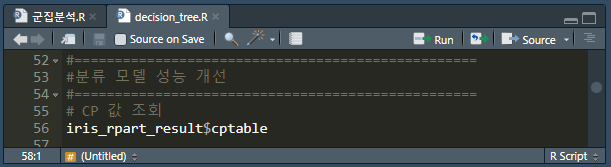 군집분석.R
decision_tree.R
Source on Save
Run
Source
52 #===============================================
53 #분류 모델 성능 개선
54 #===============================================
55 # CP 값 조회
56 iris_rpart_result$cptable
57
58:1
(Untitled)
R Script